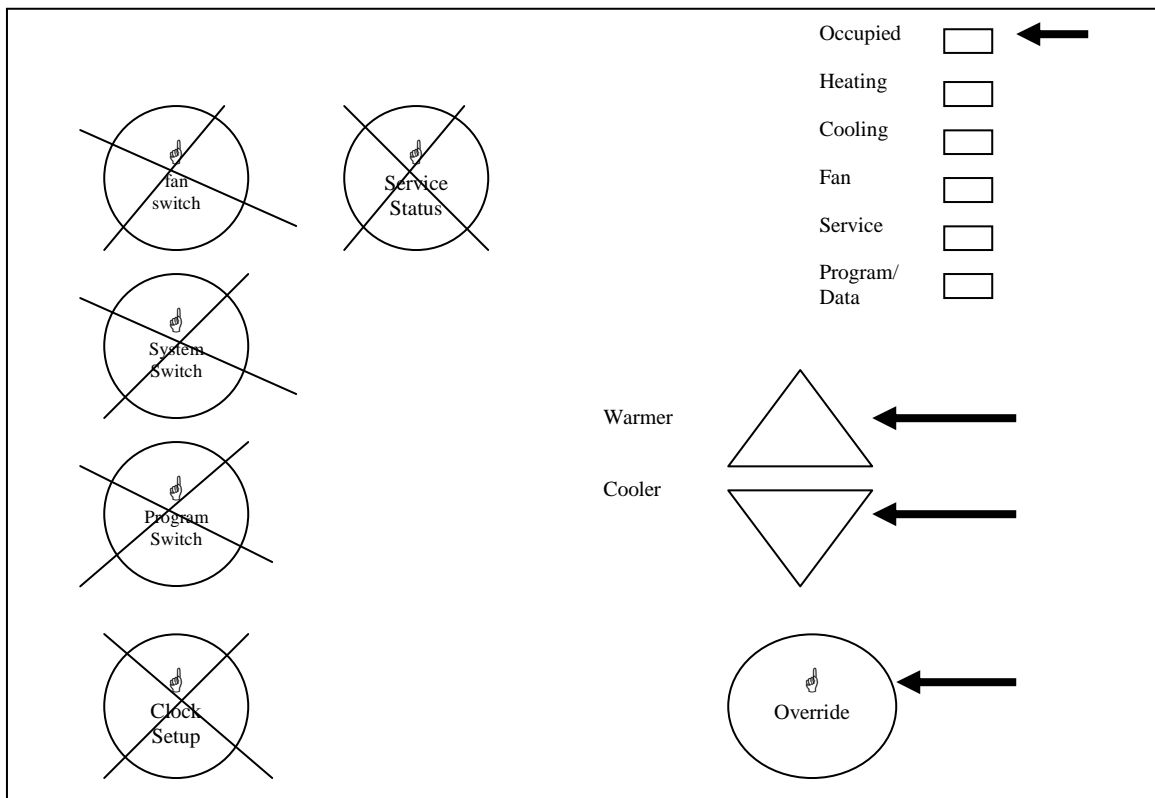 Occupied
Heating
Cooling
Fan
Service
Program/
Data
fan
switch
Service
Status
System
Switch
Program
Switch
Clock
Setup
Warmer
Cooler
Override